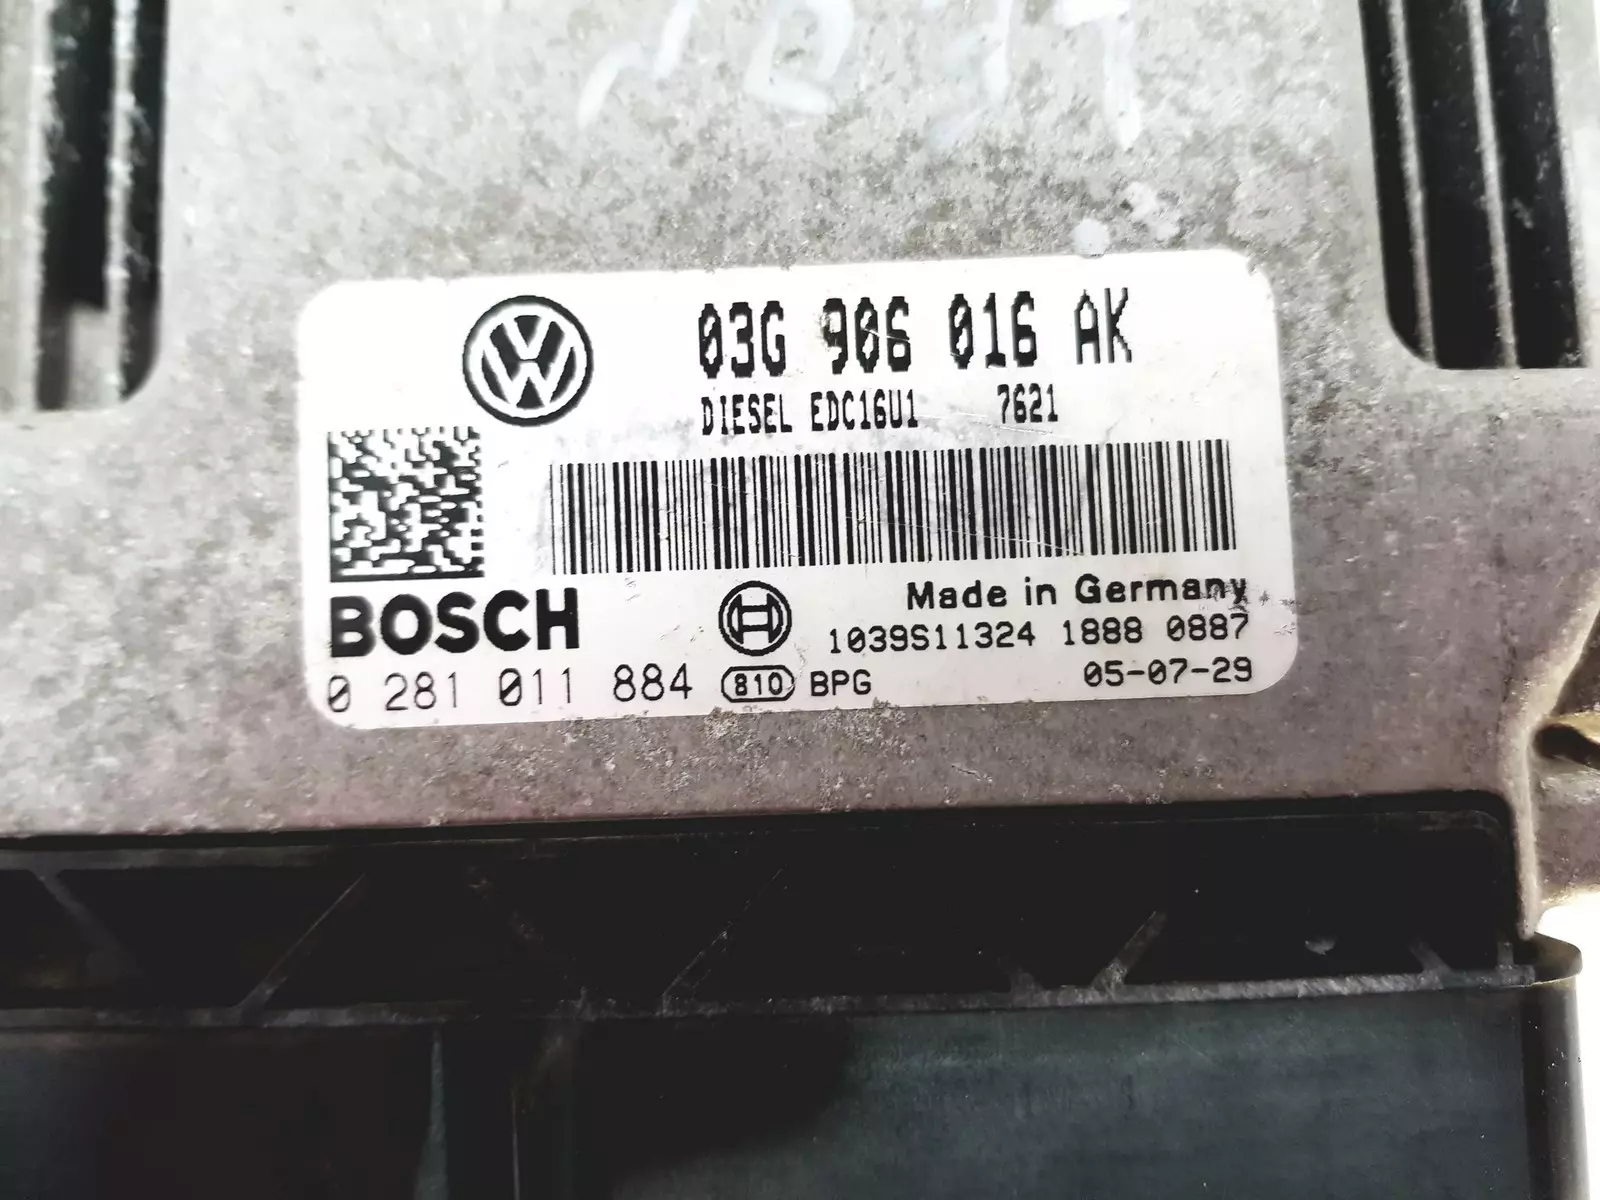 03G 906 016 AK
DIESEL EDC16U1 7621
BOSCH
Made in Germany
1039S11324 1888 0887
0 281 011 884 810 BPG 05-07-29